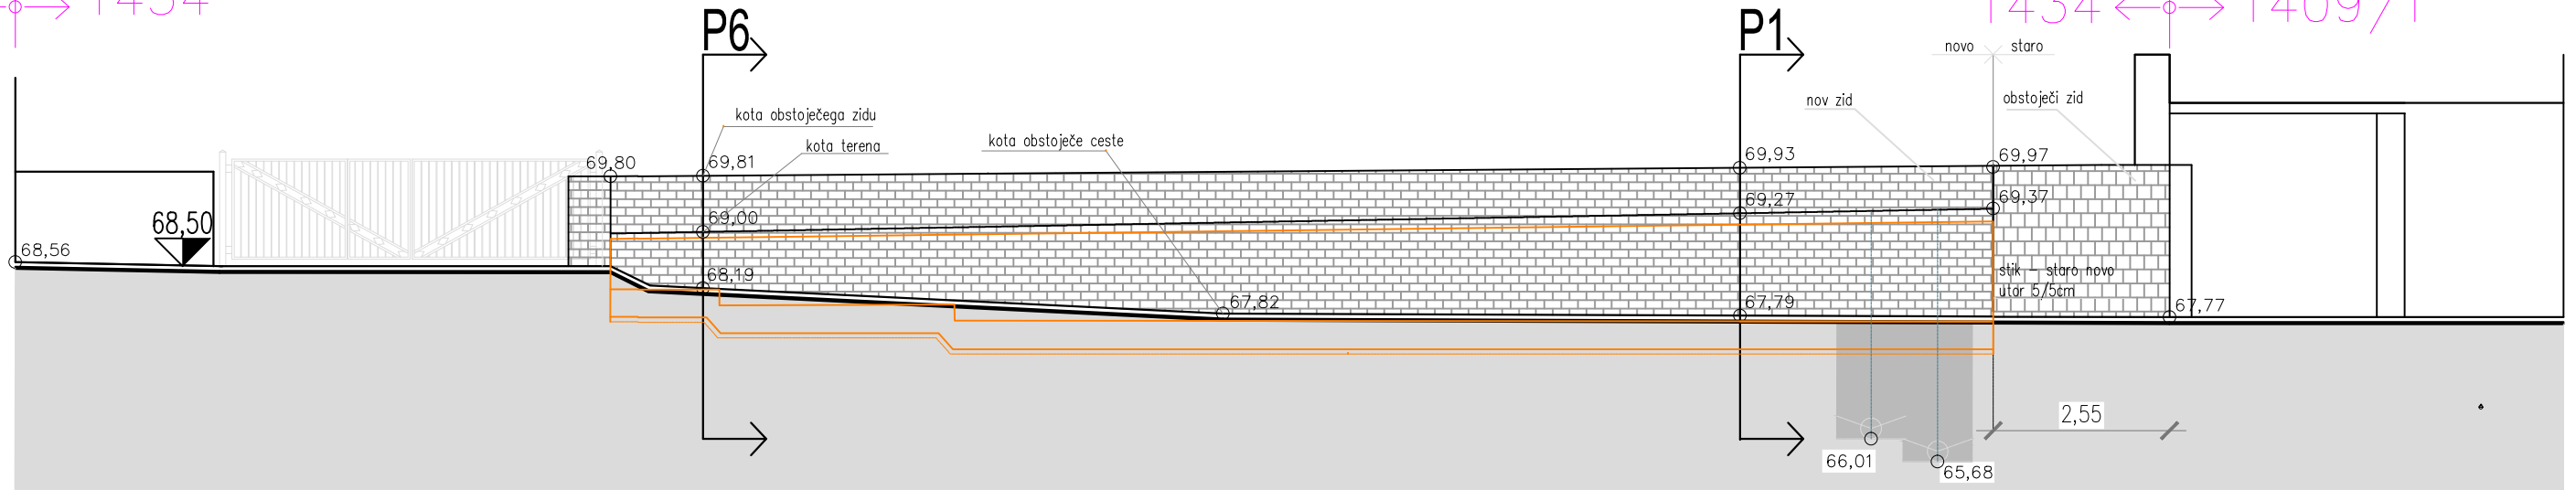 1434
1434
1409/1
P6
P1
novo staro
kota obstoječega zidu
kota terena
kota obstoječe ceste
nov zid
obstoječi zid
69,80
69,81
69,93
69,97
68,50
69,00
69,27
69,37
68,56
68,19
67,82
67,79
stik – staro novo
utor 5/5cm
67,77
2,55
66,01
65,68